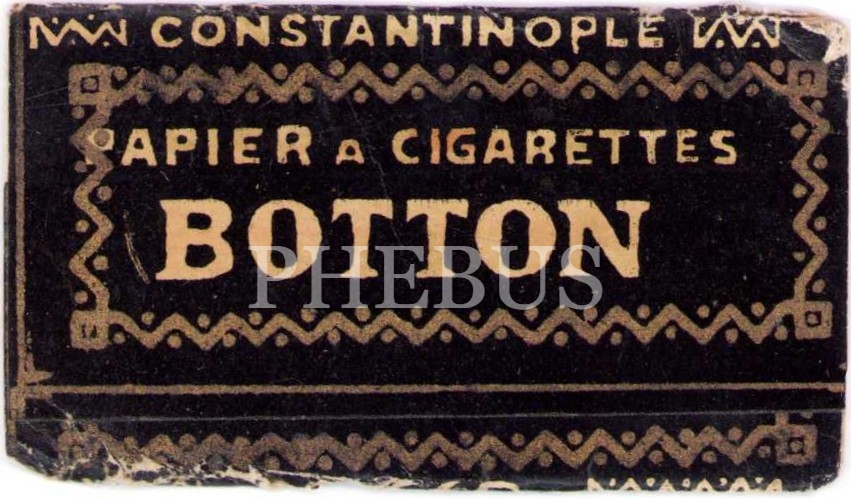 CONSTANTINOPLE
PAPIER A CIGARETTES
BOTTON
PHEBUS